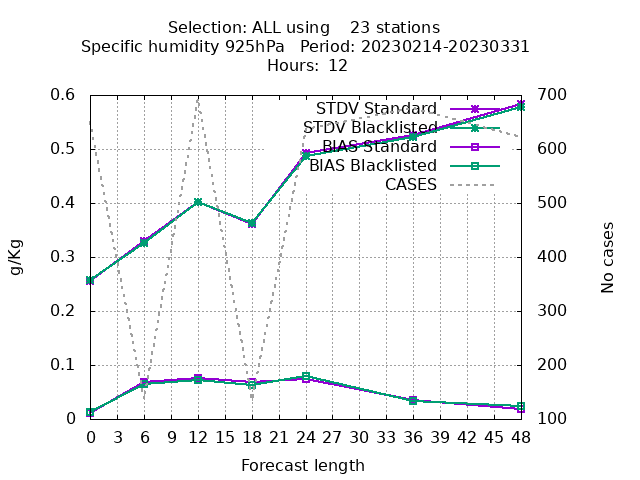 Selection: ALL using    23 stations
Specific humidity 925hPa   Period: 20230214-20230331
Hours:  12
0.6
0.5
0.4
0.3
0.2
0.1
0
g/Kg
700
600
500
400
300
200
100
No cases
STDV Standard
STDV Blacklisted
BIAS Standard
BIAS Blacklisted
CASES
0 3 6 9 12 15 18 21 24 27 30 33 36 39 42 45 48
Forecast length